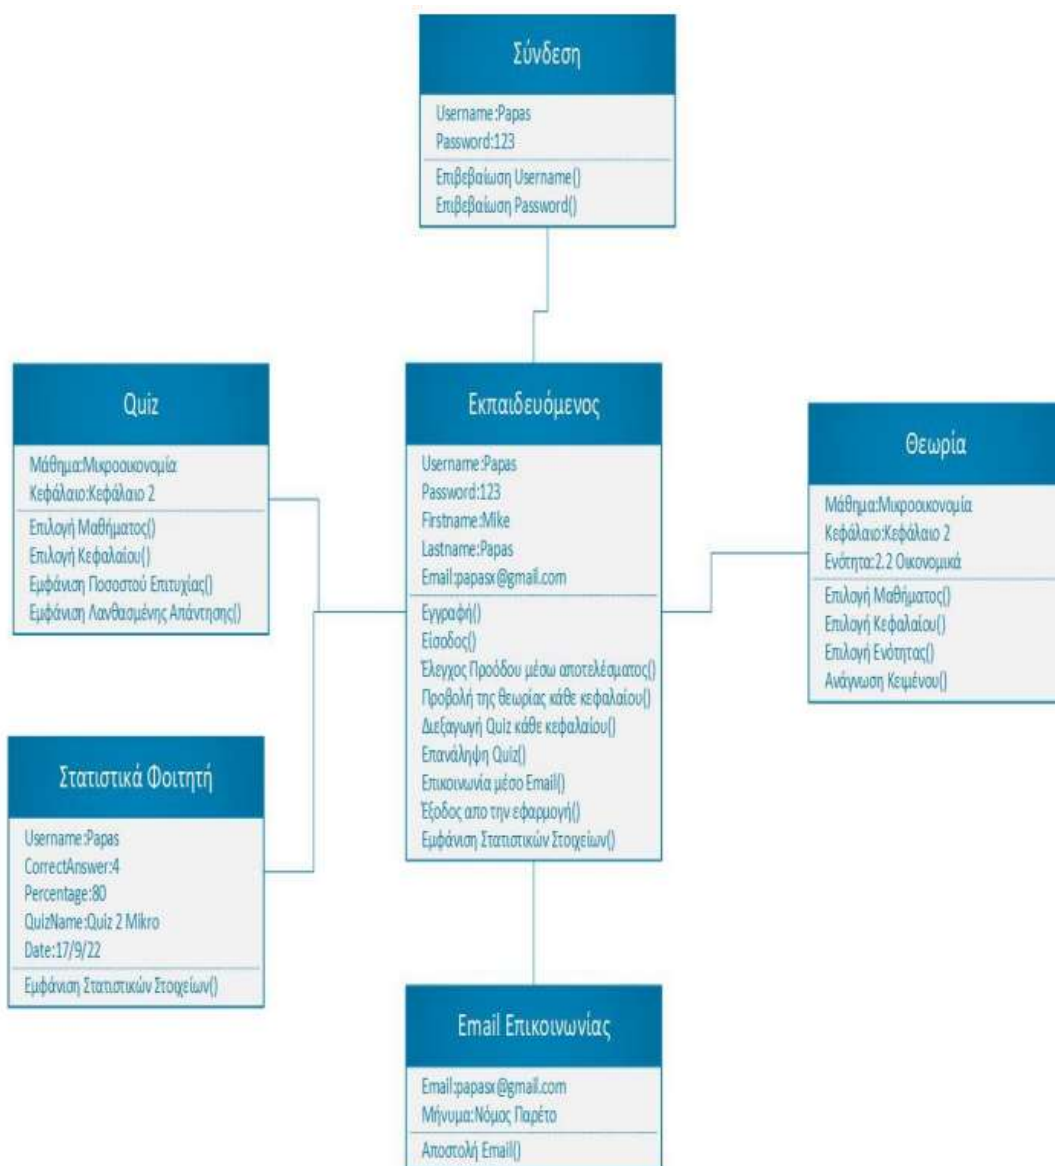 Σύνδεση
Username:Papas
Password:123
Επιβεβαίωση Username()
Επιβεβαίωση Password()
Quiz
Μάθημα:Μικροοικονομία
Κεφάλαιο:Κεφάλαιο 2
Επιλογή Μαθήματος()
Επιλογή Κεφαλαίου()
Εμφάνιση Ποσοστού Επιτυχίας()
Εμφάνιση Λανθασμένης Απάντησης()
Εκπαιδευόμενος
Username:Papas
Password:123
Firstname:Mike
Lastname:Papas
Email:papasx@gmail.com
Εγγραφή()
Είσοδος()
Έλεγχος Προόδου μέσω αποτελέσματος()
Προβολή της θεωρίας κάθε κεφαλαίου()
Διεξαγωγή Quiz κάθε κεφαλαίου()
Επανάληψη Quiz()
Επικοινωνία μέσο Email()
Έξοδος απο την εφαρμογή()
Εμφάνιση Στατιστικών Στοιχείων()
Θεωρία
Μάθημα:Μικροοικονομία
Κεφάλαιο:Κεφάλαιο 2
Ενότητα:2.2 Οικονομικά
Επιλογή Μαθήματος()
Επιλογή Κεφαλαίου()
Επιλογή Ενότητας()
Ανάγνωση Κειμένου()
Στατιστικά Φοιτητή
Username:Papas
CorrectAnswer:4
Percentage:80
QuizName:Quiz 2 Mikro
Date:17/9/22
Εμφάνιση Στατιστικών Στοιχείων()
Email Επικοινωνίας
Email:papasx@gmail.com
Μήνυμα:Νόμος Παρέτο
Αποστολή Email()